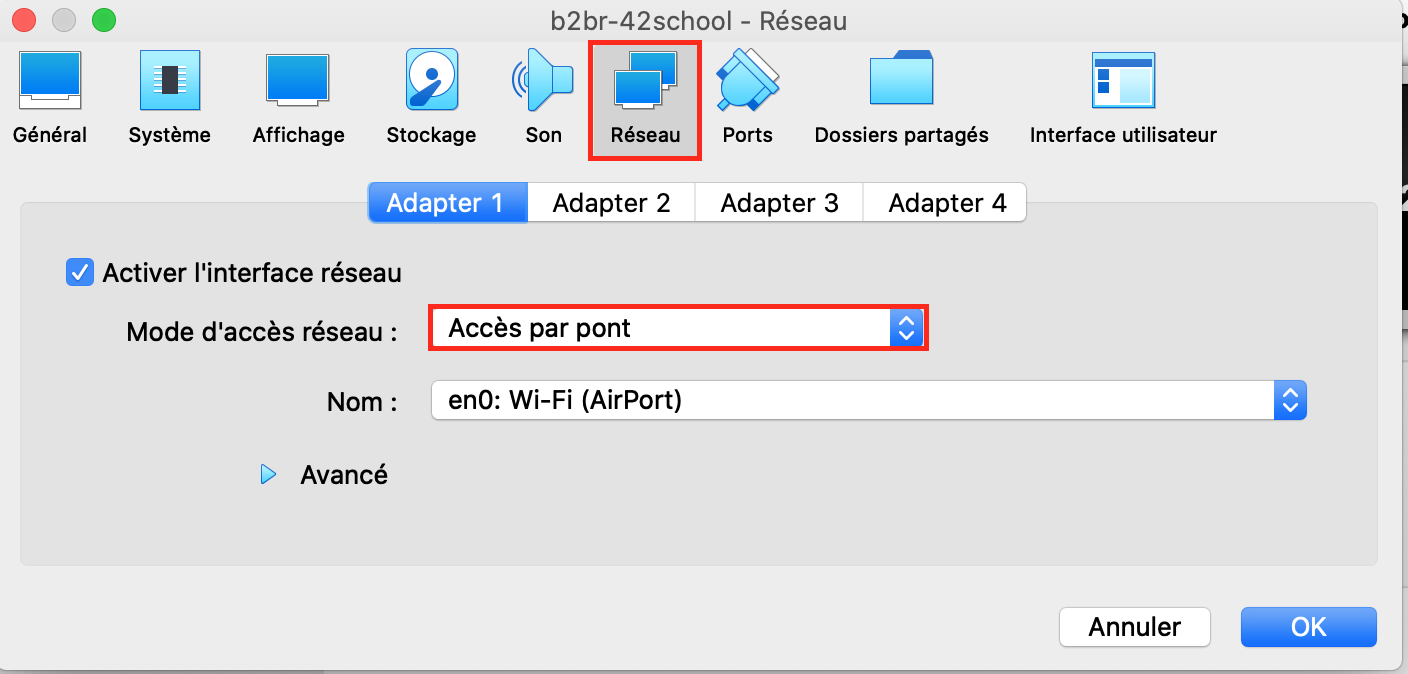 b2br-42school - Réseau
Général Système Affichage Stockage Son Réseau Ports Dossiers partagés Interface utilisateur
Adapter 1 Adapter 2 Adapter 3 Adapter 4
Activer l'interface réseau
Mode d'accès réseau : Accès par pont
Nom : en0: Wi-Fi (AirPort)
Avancé
Annuler OK